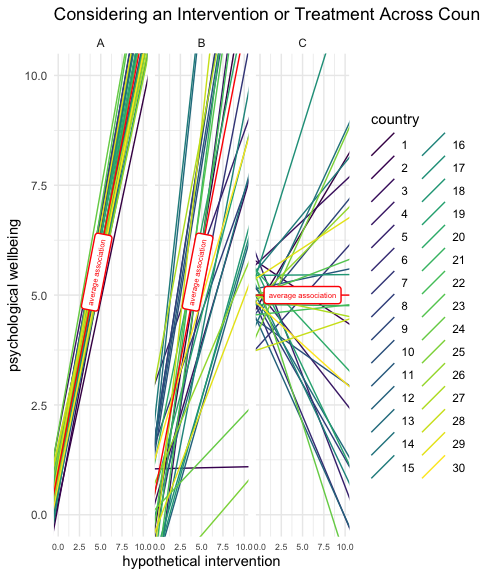 Considering an Intervention or Treatment Across Coun
A B C
psychological wellbeing
10.0
7.5
5.0
2.5
0.0
average association
average association
average association
0.0 2.5 5.0 7.5 10.0 0.0 2.5 5.0 7.5 10.0 0.0 2.5 5.0 7.5 10.0
hypothetical intervention
country
1 16
2 17
3 18
4 19
5 20
6 21
7 22
8 23
9 24
10 25
11 26
12 27
13 28
14 29
15 30